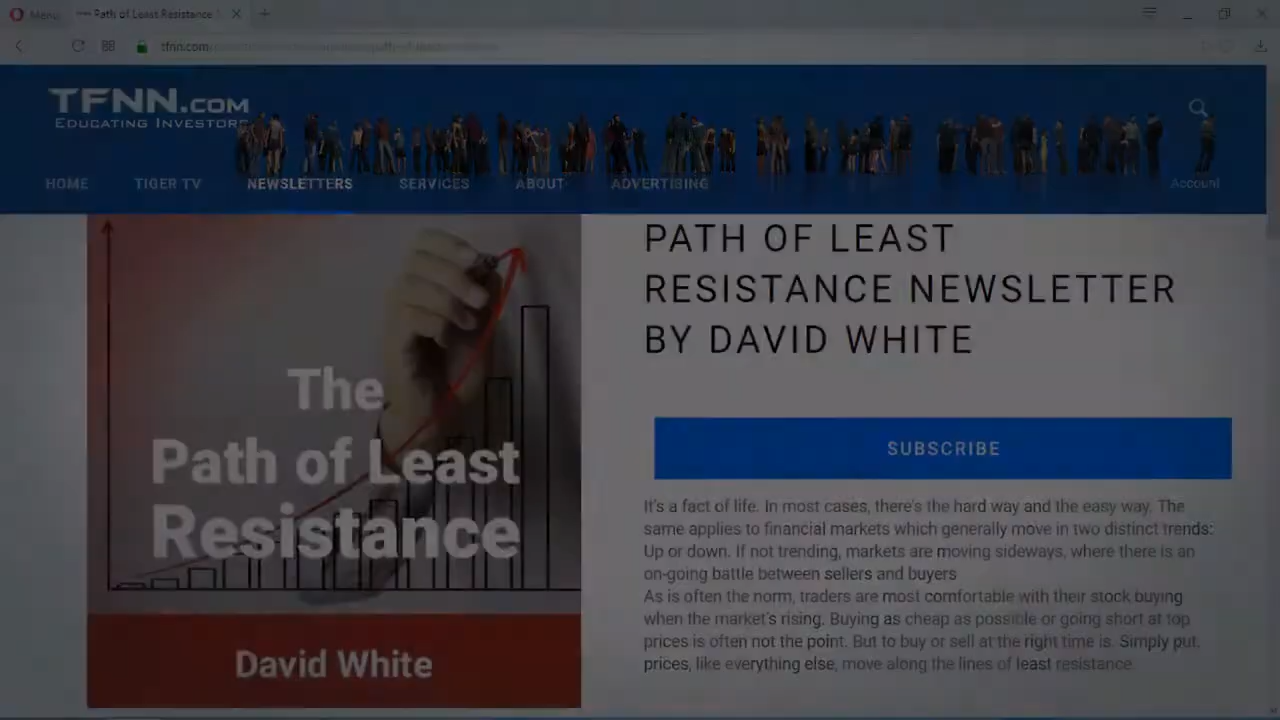 Menu
Path of Least Resistance
tfnn.com
TFNN.COM
EDUCATING INVESTORS
HOME TIGER TV NEWSLETTERS SERVICES ABOUT ADVERTISING Account
The
Path of Least
Resistance
David White
PATH OF LEAST
RESISTANCE NEWSLETTER
BY DAVID WHITE
SUBSCRIBE
It's a fact of life. In most cases, there's the hard way and the easy way. The
same applies to financial markets which generally move in two distinct trends:
Up or down. If not trending, markets are moving sideways, where there is an
on-going battle between sellers and buyers
As is often the norm, traders are most comfortable with their stock buying
when the market's rising. Buying as cheap as possible or going short at top
prices is often not the point. But to buy or sell at the right time is. Simply put,
prices, like everything else, move along the lines of least resistance.